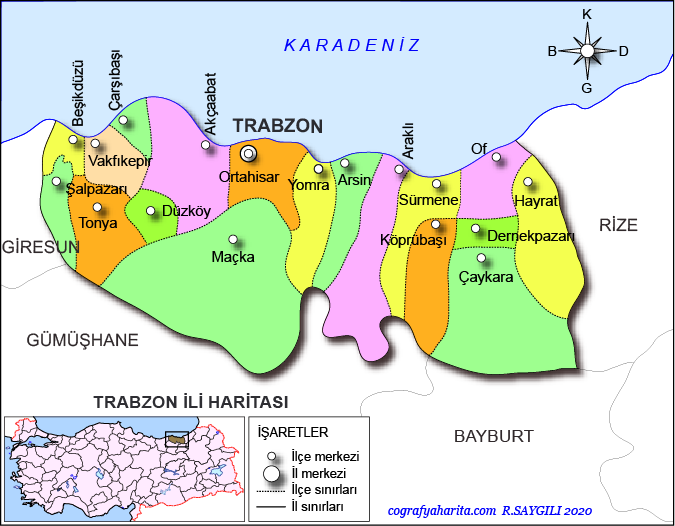 K
KARADENİZ
B
D
G
Beşikdüzü
Çarşıbaşı
Akçaabat
TRABZON
Araklı
Of
Vakfıkepir
Ortahisar
Yomra
Arsin
Şalpazarı
Sürmene
Hayrat
Tonya
Düzköy
RİZE
GİRESUN
Maçka
Köprübaşı
Dernekpazarı
Çaykara
GÜMÜŞHANE
TRABZON İLİ HARİTASI
BAYBURT
İŞARETLER
İlçe merkezi
İl merkezi
İlçe sınırları
İl sınırları
cografyaharita.com R.SAYGILI 2020